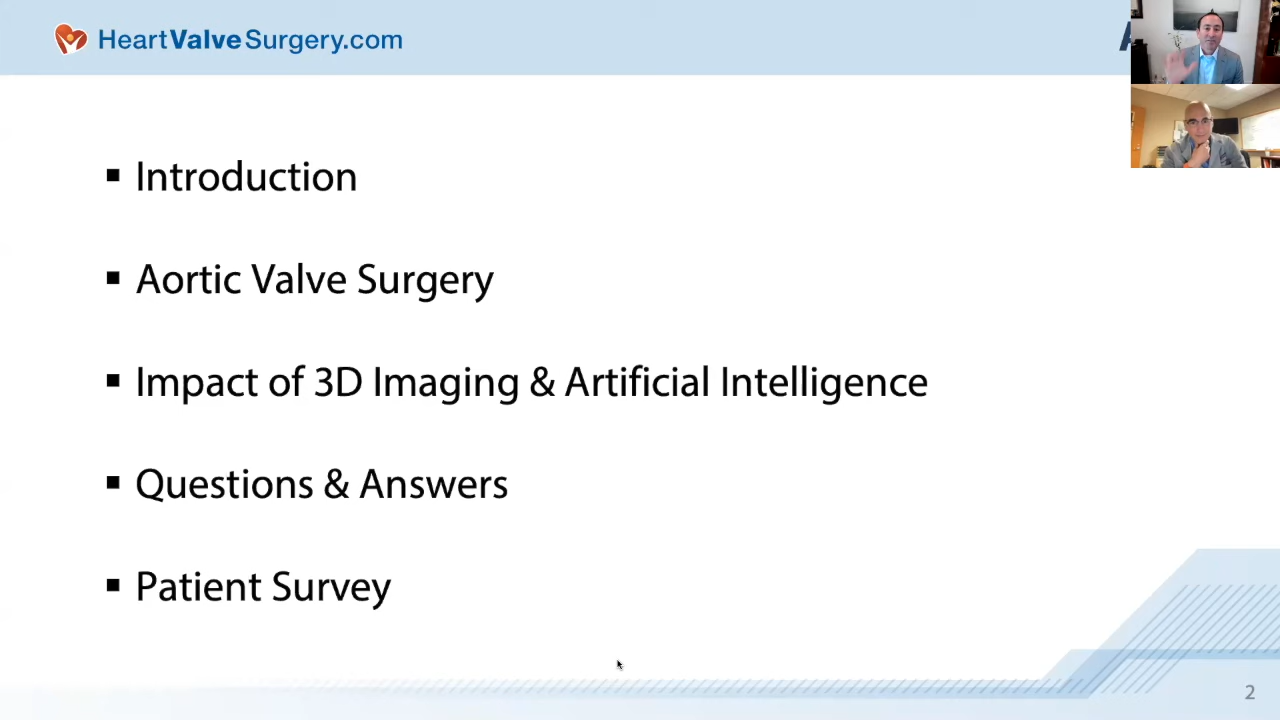 HeartValveSurgery.com
▪ Introduction
▪ Aortic Valve Surgery
▪ Impact of 3D Imaging & Artificial Intelligence
▪ Questions & Answers
▪ Patient Survey
2